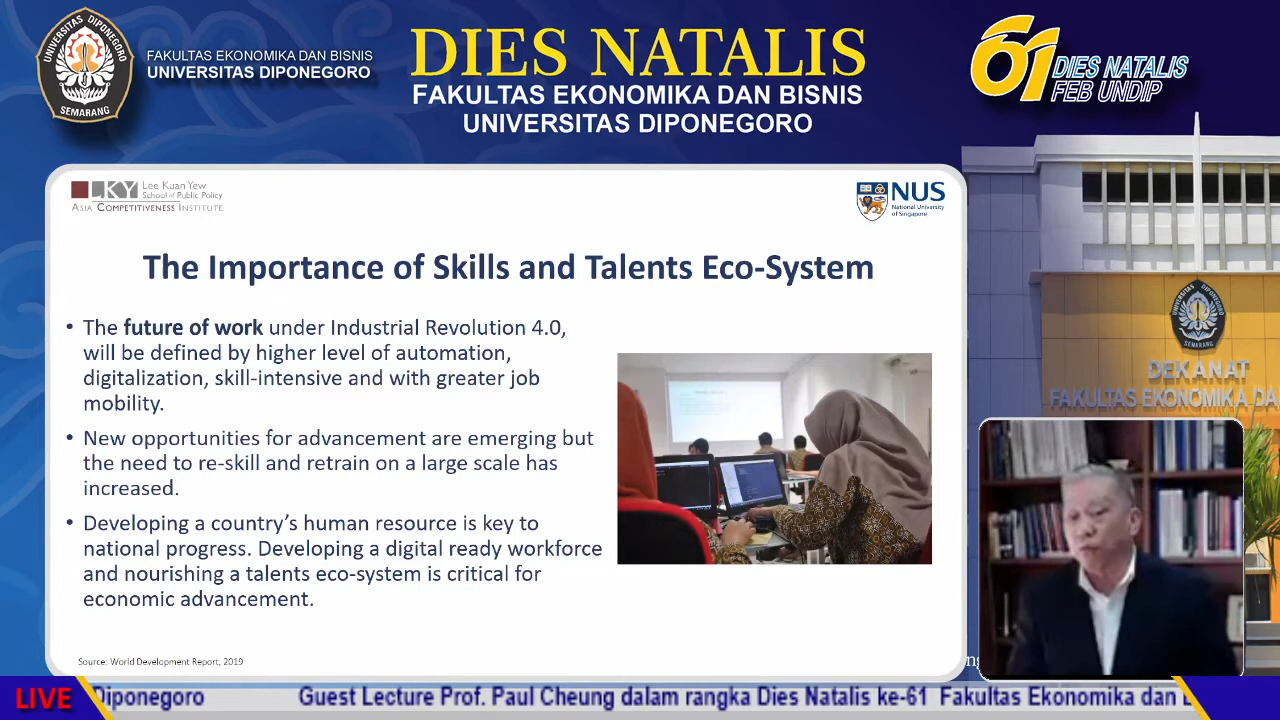 FAKULTAS EKONOMIKA DAN BISNIS
UNIVERSITAS DIPONEGORO
UNIVERSITAS DIPONEGORO
SEMARANG
DIES NATALIS
FAKULTAS EKONOMIKA DAN BISNIS
UNIVERSITAS DIPONEGORO
61
DIES NATALIS
FEB UNDIP
LKY
Lee Kuan Yew
School of Public Policy
ASIA COMPETITIVENESS INSTITUTE
NUS
National University
of Singapore
The Importance of Skills and Talents Eco-System
• The future of work under Industrial Revolution 4.0,
will be defined by higher level of automation,
digitalization, skill-intensive and with greater job
mobility.
• New opportunities for advancement are emerging but
the need to re-skill and retrain on a large scale has
increased.
• Developing a country’s human resource is key to
national progress. Developing a digital ready workforce
and nourishing a talents eco-system is critical for
economic advancement.
Source: World Development Report, 2019
SEMARANG
DEKANAT
FAKULTAS EKONOMIKA DA
LIVE
Diponegoro Guest Lecture Prof. Paul Cheung dalam rangka Dies Natalis ke-61 Fakultas Ekonomika dan